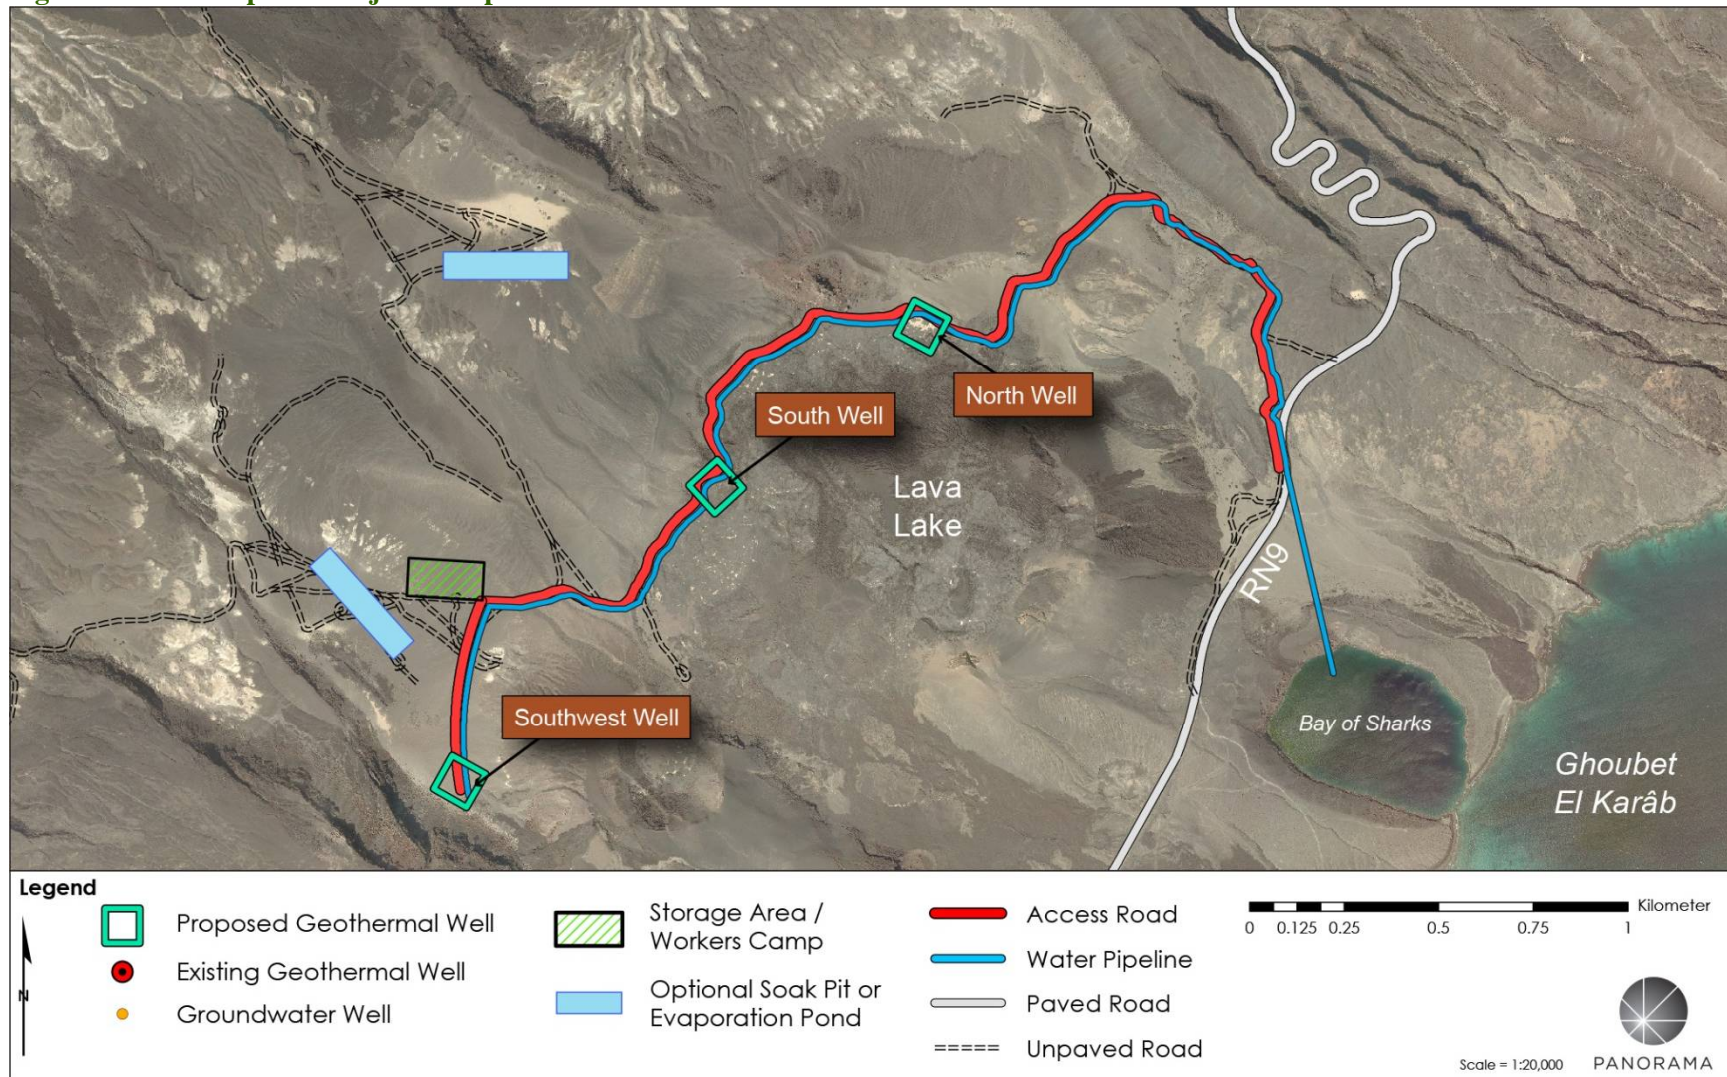 North Well
South Well
Lava
Lake
RN9
Southwest Well
Bay of Sharks
Ghoubet
El Karâb
Legend
N
Proposed Geothermal Well
Existing Geothermal Well
Groundwater Well
Storage Area /
Workers Camp
Optional Soak Pit or
Evaporation Pond
Access Road
Water Pipeline
Paved Road
Unpaved Road
Kilometer
0 0.125 0.25 0.5 0.75 1
Scale = 1:20,000
PANORAMA